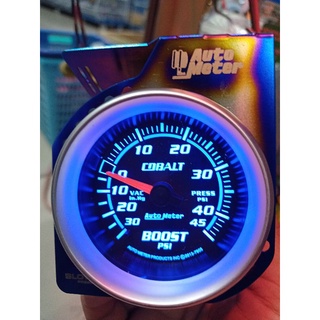 Auto
Meter
10 20
COBALT
0 30
10 VAC PRESS
In.Hg PSI
20 40
30 45
Auto Meter
BOOST
PSI